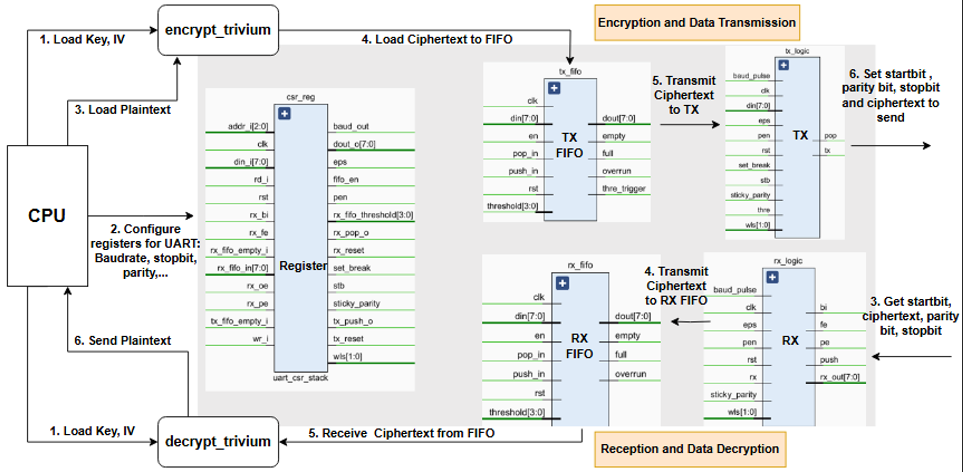 encrypt_trivium
Encryption and Data Transmission
1. Load Key, IV
4. Load Ciphertext to FIFO
3. Load Plaintext
CPU
2. Configure
registers for UART:
Baudrate, stopbit,
parity,...
6. Send Plaintext
1. Load Key, IV
decrypt_trivium
csr_reg
addr_i[2:0]
clk
din_i[7:0]
rd_i
rst
rx_bi
rx_fe
rx_fifo_empty_i
rx_fifo_in[7:0]
rx_oe
rx_pe
tx_fifo_empty_i
wr_i
Register
baud_out
dout_o[7:0]
eps
fifo_en
pen
rx_fifo_threshold[3:0]
rx_pop_o
rx_reset
set_break
stb
sticky_parity
tx_push_o
tx_reset
wls[1:0]
uart_csr_stack
tx_fifo
clk
din[7:0]
en
pop_in
push_in
rst
threshold[3:0]
TX
FIFO
dout[7:0]
empty
full
overrun
thre_trigger
5. Transmit
Ciphertext
to TX
tx_logic
baud_pulse
clk
din[7:0]
eps
pen
rst
set_break
stb
sticky_parity
thre
wls[1:0]
TX
pop
tx
6. Set startbit ,
parity bit, stopbit
and ciphertext to
send
rx_fifo
clk
din[7:0]
en
pop_in
push_in
rst
threshold[3:0]
RX
FIFO
dout[7:0]
empty
full
overrun
4. Transmit
Ciphertext
to RX FIFO
rx_logic
baud_pulse
clk
eps
pen
rst
rx
sticky_parity
wls[1:0]
RX
bi
fe
pe
push
rx_out[7:0]
3. Get startbit,
ciphertext, parity
bit, stopbit
5. Receive Ciphertext from FIFO
Reception and Data Decryption